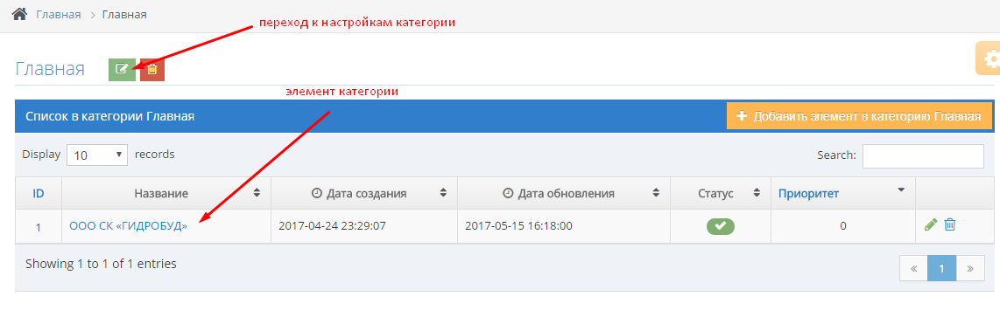 Главная > Главная
переход к настройкам категории
Главная
элемент категории
Список в категории Главная
+ Добавить элемент в категорию Главная
Display 10 records
Search:
ID Название Дата создания Дата обновления Статус Приоритет
1 ООО СК «ГИДРОБУД» 2017-04-24 23:29:07 2017-05-15 16:18:00 0
Showing 1 to 1 of 1 entries
« 1 »